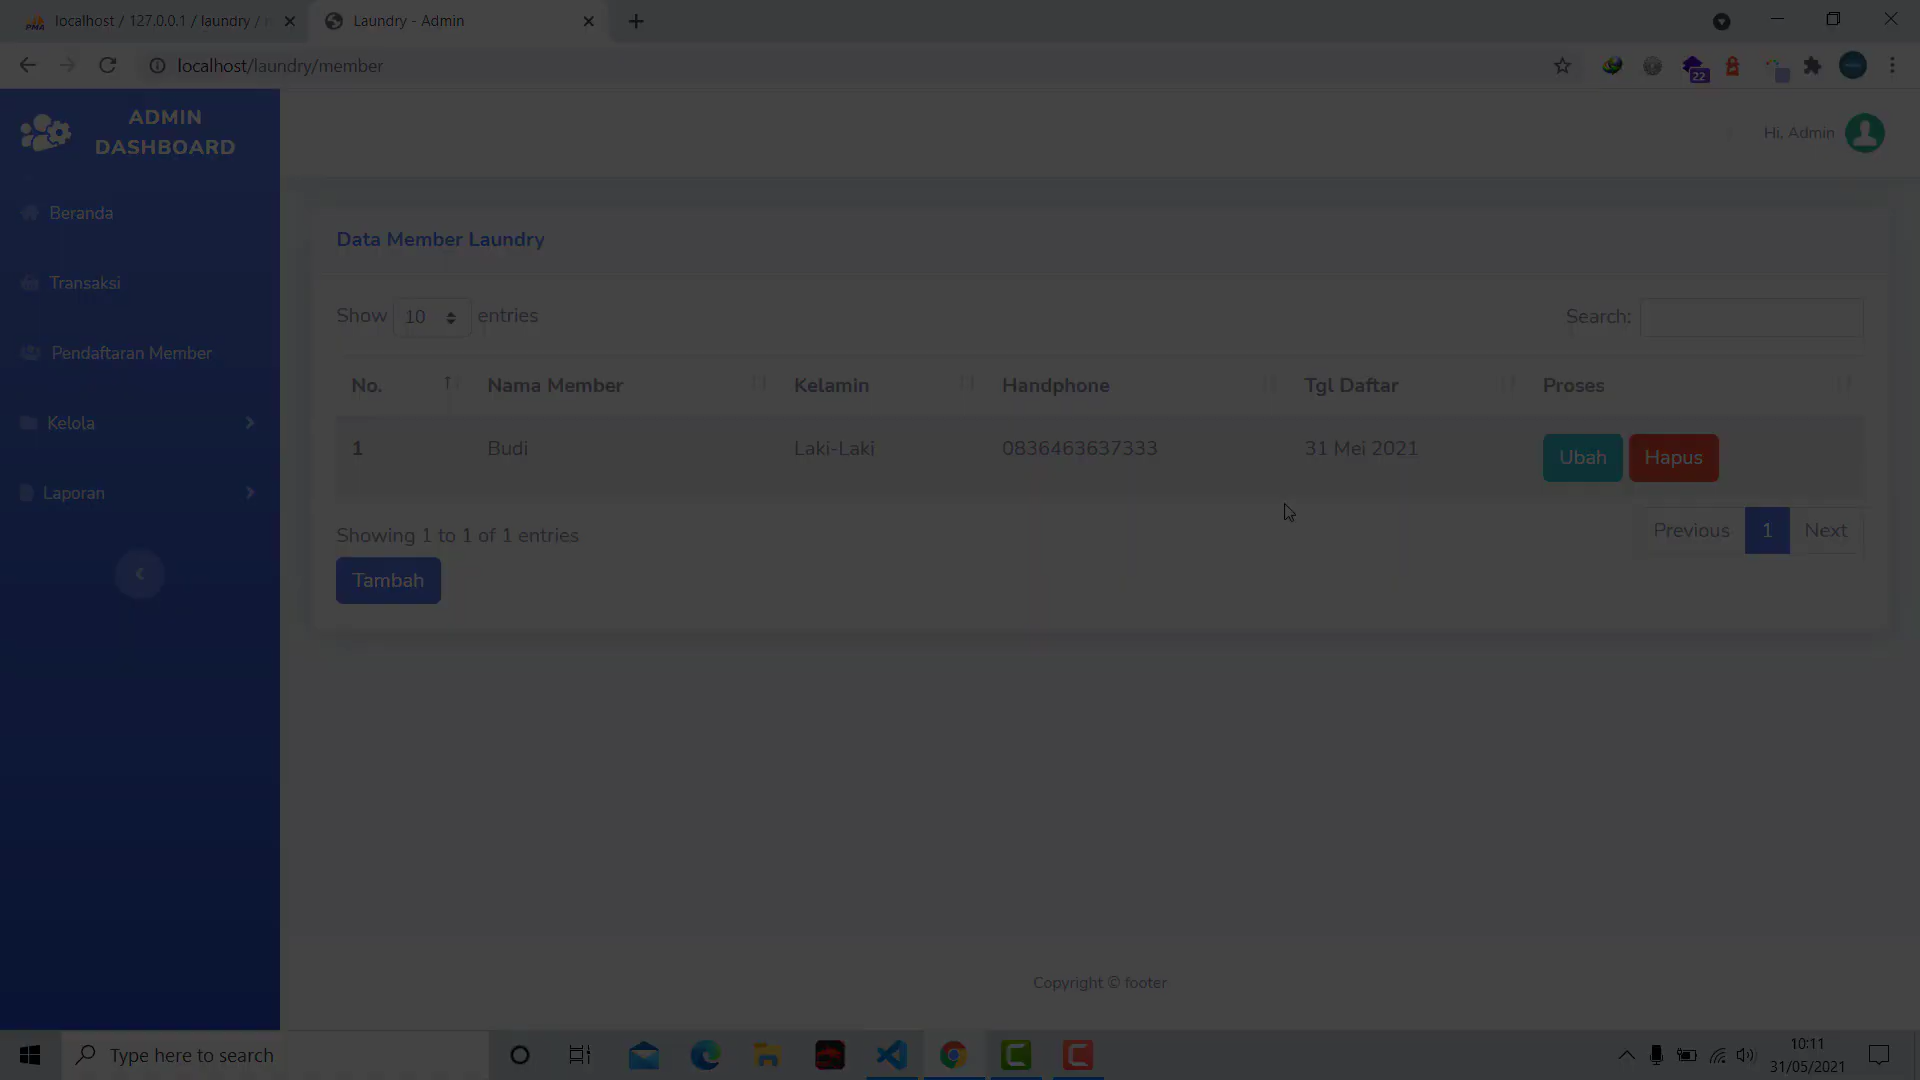 localhost / 127.0.0.1 / laundry /
Laundry - Admin
localhost/laundry/member
22
ADMIN
DASHBOARD
Hi, Admin
Beranda
Transaksi
Pendaftaran Member
Kelola
Laporan
Data Member Laundry
Show 10 entries
Search:
No. Nama Member Kelamin Handphone Tgl Daftar Proses
1 Budi Laki-Laki 0836463637333 31 Mei 2021 Ubah Hapus
Showing 1 to 1 of 1 entries
Previous 1 Next
Tambah
Copyright © footer
Type here to search
10:11
31/05/2021